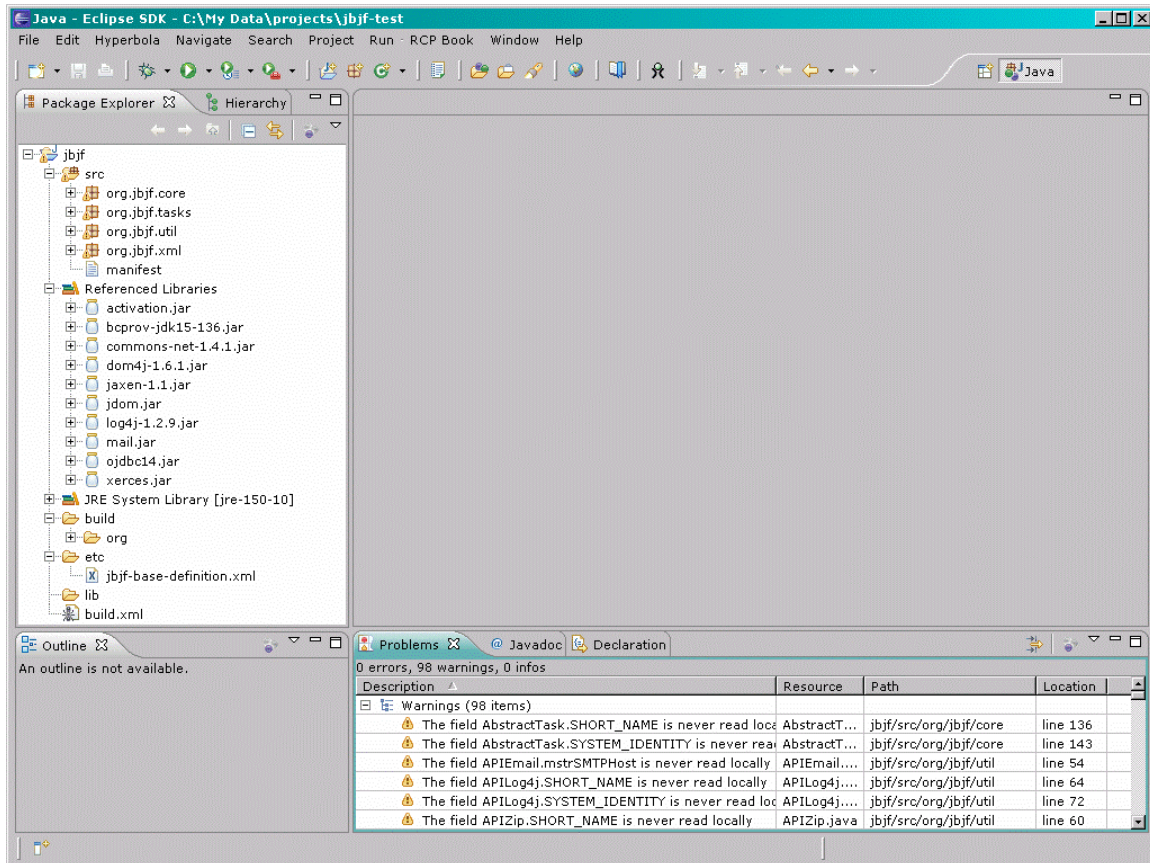 Java - Eclipse SDK - C:\My Data\projects\jbjf-test
File Edit Hyperbola Navigate Search Project Run RCP Book Window Help
Java
Package Explorer Hierarchy
jbjf
src
org.jbjf.core
org.jbjf.tasks
org.jbjf.util
org.jbjf.xml
manifest
Referenced Libraries
activation.jar
bcprov-jdk15-136.jar
commons-net-1.4.1.jar
dom4j-1.6.1.jar
jaxen-1.1.jar
jdom.jar
log4j-1.2.9.jar
mail.jar
ojdbc14.jar
xerces.jar
JRE System Library [jre-150-10]
build
org
etc
jbjf-base-definition.xml
lib
build.xml
Outline
An outline is not available.
Problems @ Javadoc Declaration
0 errors, 98 warnings, 0 infos
Description Resource Path Location
Warnings (98 items)
The field AbstractTask.SHORT_NAME is never read loca AbstractT... jbjf/src/org/jbjf/core line 136
The field AbstractTask.SYSTEM_IDENTITY is never rea AbstractT... jbjf/src/org/jbjf/core line 143
The field APIEmail.mstrSMTPHost is never read locally APIEmail.... jbjf/src/org/jbjf/util line 54
The field APILog4j.SHORT_NAME is never read locally APILog4j.... jbjf/src/org/jbjf/util line 64
The field APILog4j.SYSTEM_IDENTITY is never read loc APILog4j.... jbjf/src/org/jbjf/util line 72
The field APIZip.SHORT_NAME is never read locally APIZip.java jbjf/src/org/jbjf/util line 60